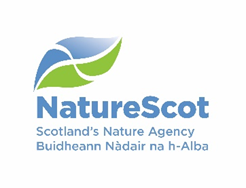 NatureScot
Scotland's Nature Agency
Buidheann Nàdair na h-Alba